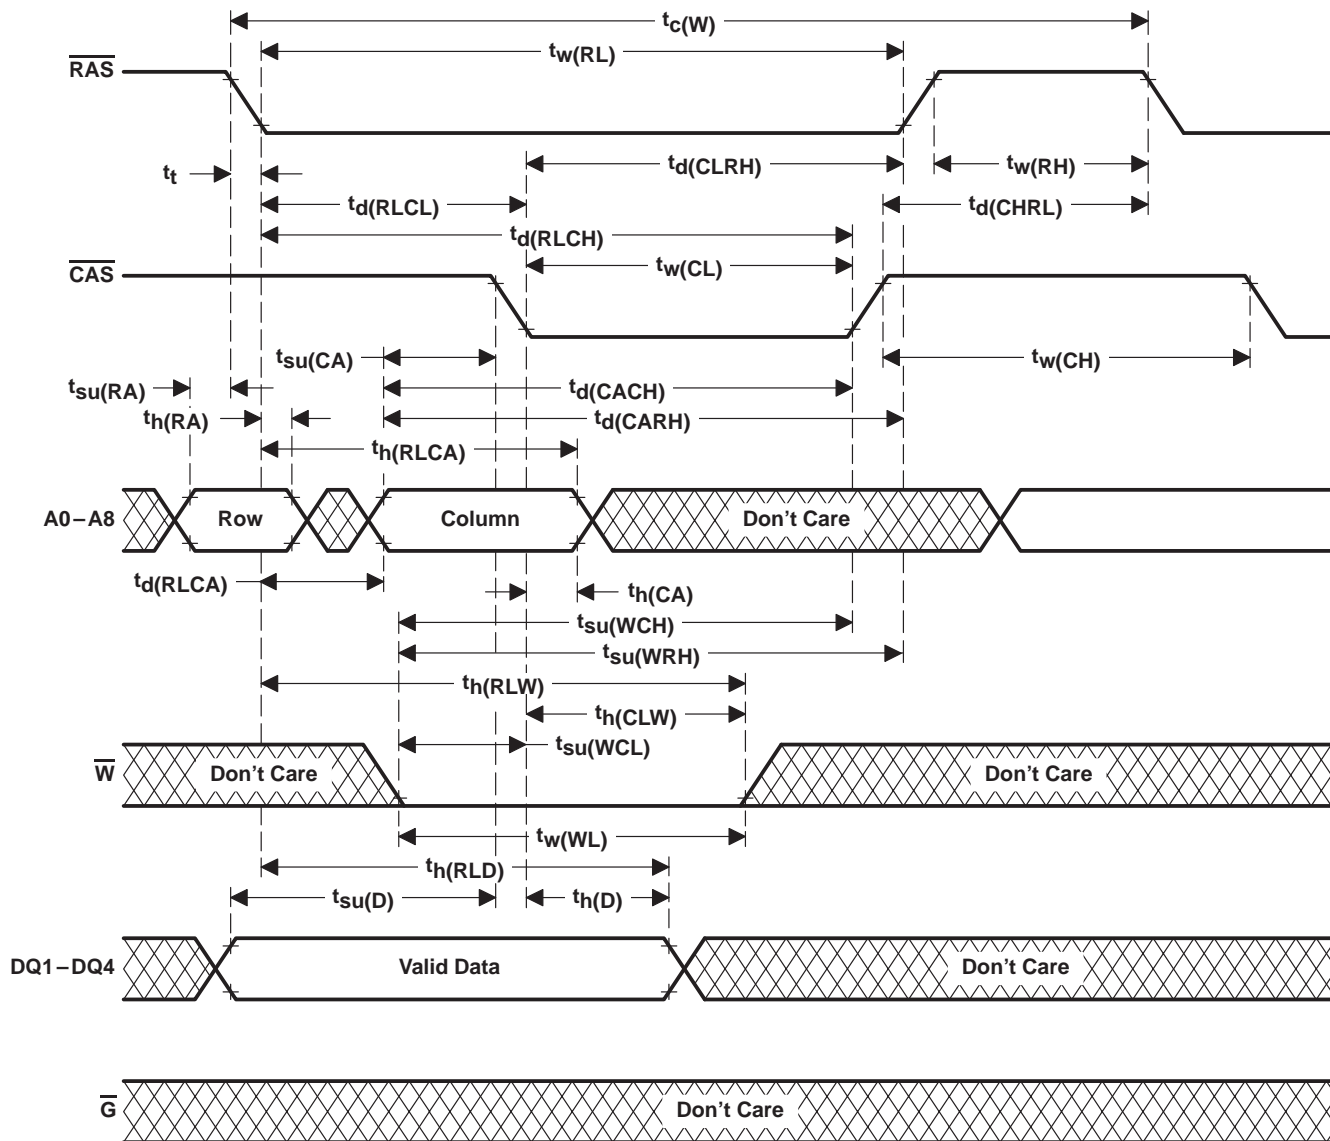 tc(W)
tw(RL)
RAS
tt
td(CLRH)
tw(RH)
td(RLCL)
td(CHRL)
td(RLCH)
CAS
tw(CL)
tsu(CA)
tw(CH)
tsu(RA)
td(CACH)
th(RA)
td(CARH)
th(RLCA)
A0–A8
Row
Column
Don't Care
td(RLCA)
th(CA)
tsu(WCH)
tsu(WRH)
th(RLW)
th(CLW)
tsu(WCL)
W
Don't Care
Don't Care
tw(WL)
th(RLD)
tsu(D)
th(D)
DQ1–DQ4
Valid Data
Don't Care
G
Don't Care